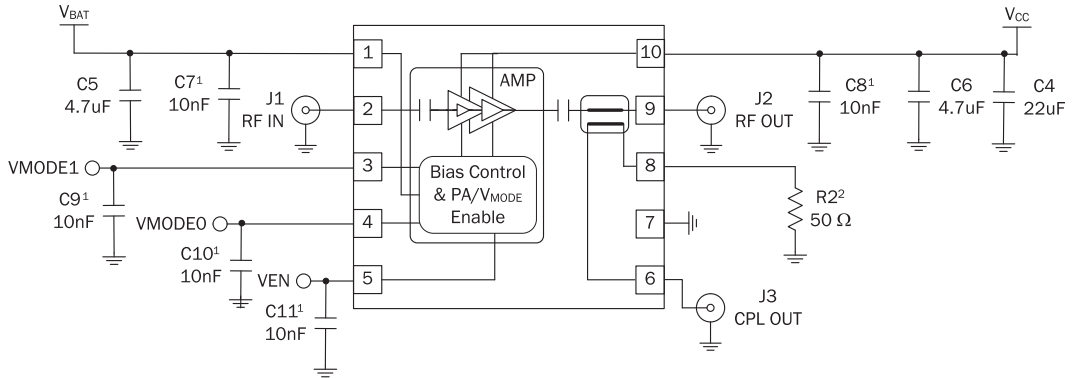 VBAT
VCC
1
10
C5
4.7uF
C7¹
10nF
AMP
C8¹
10nF
C6
4.7uF
C4
22uF
J1
RF IN
2
9
J2
RF OUT
VMODE1
3
Bias Control
& PA/VMODE
Enable
8
C9¹
10nF
R2²
50 Ω
VMODE0
4
7
C10¹
10nF
VEN
5
6
C11¹
10nF
J3
CPL OUT